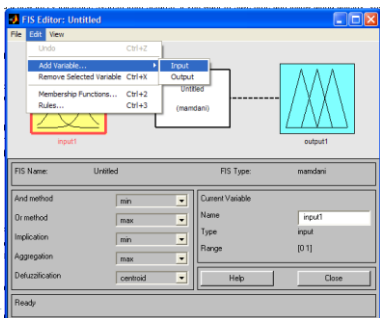 FIS Editor: Untitled
File Edit View
Undo Ctrl+Z
Add Variable... Input
Remove Selected Variable Ctrl+X Output
Membership Functions... Ctrl+2
Rules... Ctrl+3
Untitled
(mamdani)
input1
output1
FIS Name: Untitled FIS Type: mamdani
And method min
Or method max
Implication min
Aggregation max
Defuzzification centroid
Current Variable
Name input1
Type input
Range [0 1]
Help Close
Ready